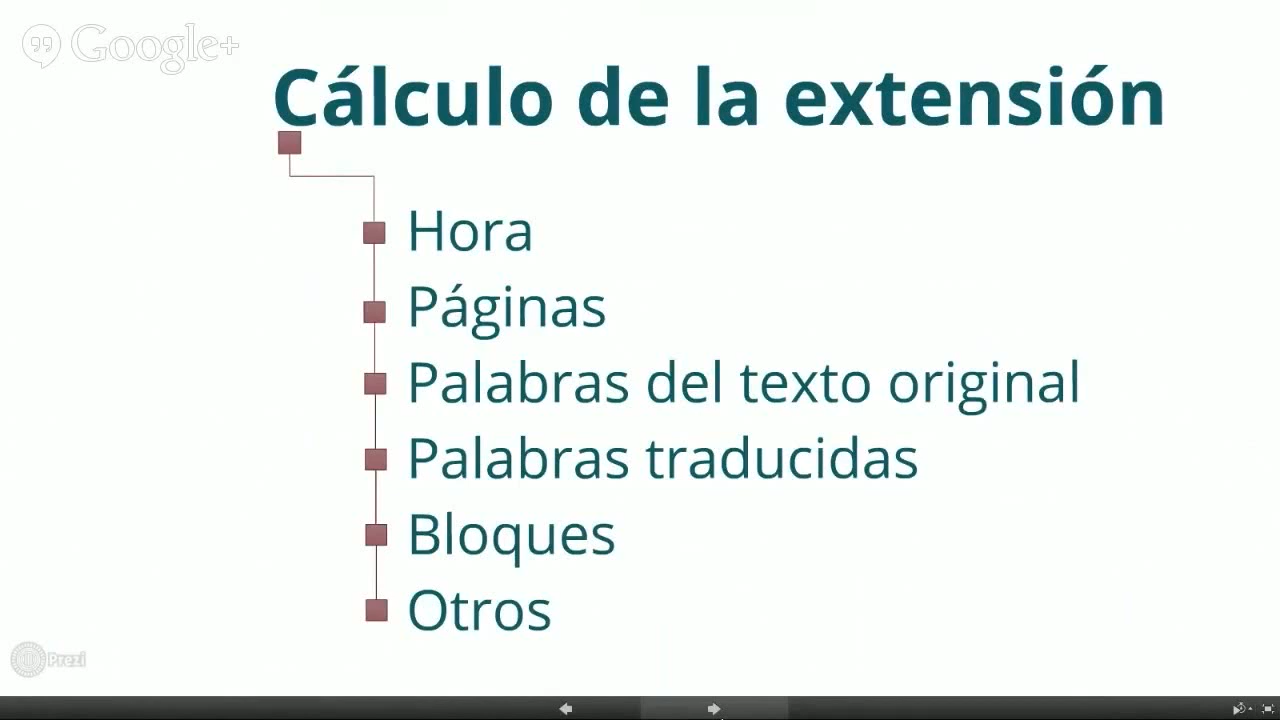 Google+
Cálculo de la extensión
Hora
Páginas
Palabras del texto original
Palabras traducidas
Bloques
Otros
Prezi